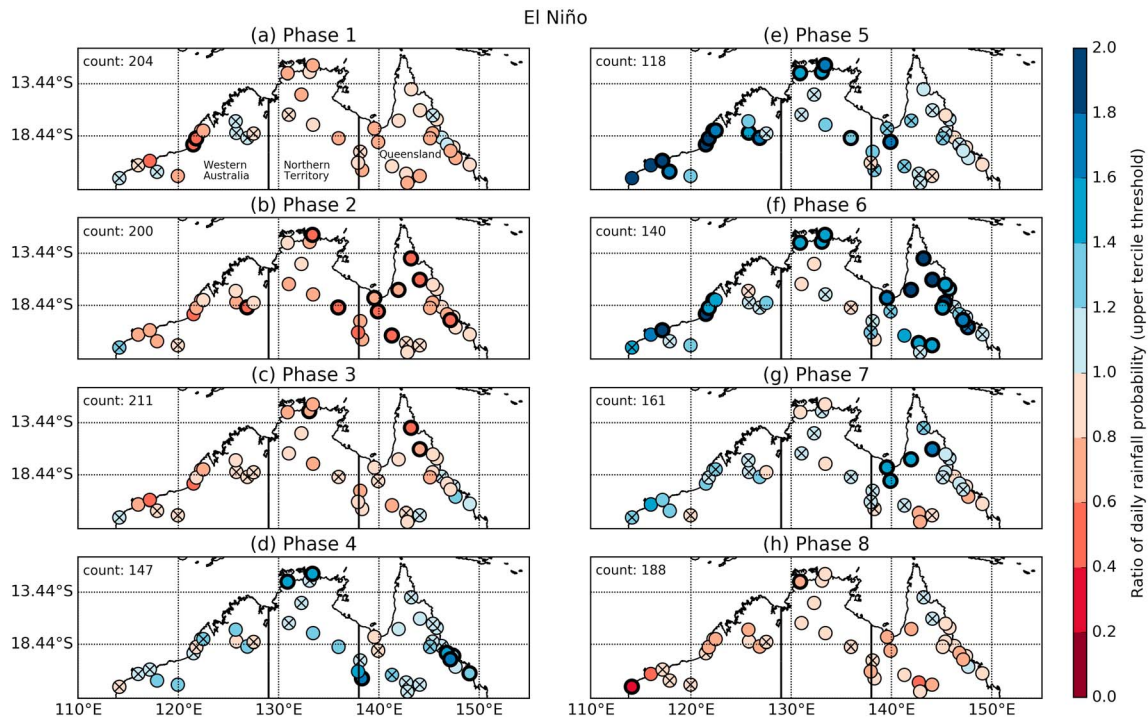 El Niño
(a) Phase 1
count: 204
13.44°S
18.44°S
Western
Australia
Northern
Territory
Queensland
(b) Phase 2
count: 200
13.44°S
18.44°S
(c) Phase 3
count: 211
13.44°S
18.44°S
(d) Phase 4
count: 147
13.44°S
18.44°S
110°E 120°E 130°E 140°E 150°E
(e) Phase 5
count: 118
(f) Phase 6
count: 140
(g) Phase 7
count: 161
(h) Phase 8
count: 188
110°E 120°E 130°E 140°E 150°E
2.0
1.8
1.6
1.4
1.2
1.0
0.8
0.6
0.4
0.2
0.0
Ratio of daily rainfall probability (upper tercile threshold)